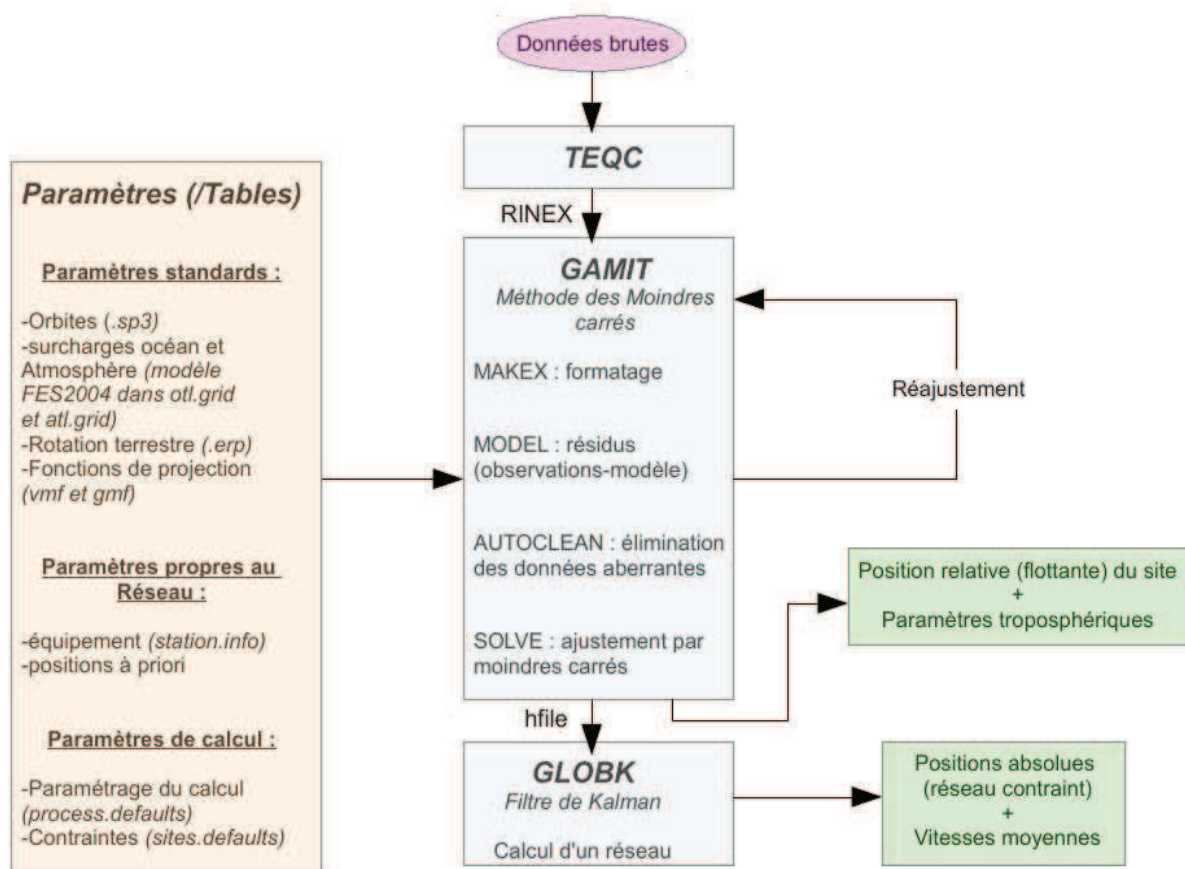 Données brutes
TEQC
RINEX
Paramètres (/Tables)
Paramètres standards :
-Orbites (.sp3)
-surcharges océan et
Atmosphère (modèle
FES2004 dans otl.grid
et atl.grid)
-Rotation terrestre (.erp)
-Fonctions de projection
(vmf et gmf)
Paramètres propres au
Réseau :
-équipement (station.info)
-positions à priori
Paramètres de calcul :
-Paramétrage du calcul
(process.defaults)
-Contraintes (sites.defaults)
GAMIT
Méthode des Moindres
carrés
MAKEX : formatage
MODEL : résidus
(observations-modèle)
AUTOCLEAN : élimination
des données aberrantes
SOLVE : ajustement par
moindres carrés
Réajustement
Position relative (flottante) du site
+
Paramètres troposphériques
hfile
GLOBK
Filtre de Kalman
Calcul d'un réseau
Positions absolues
(réseau contraint)
+
Vitesses moyennes